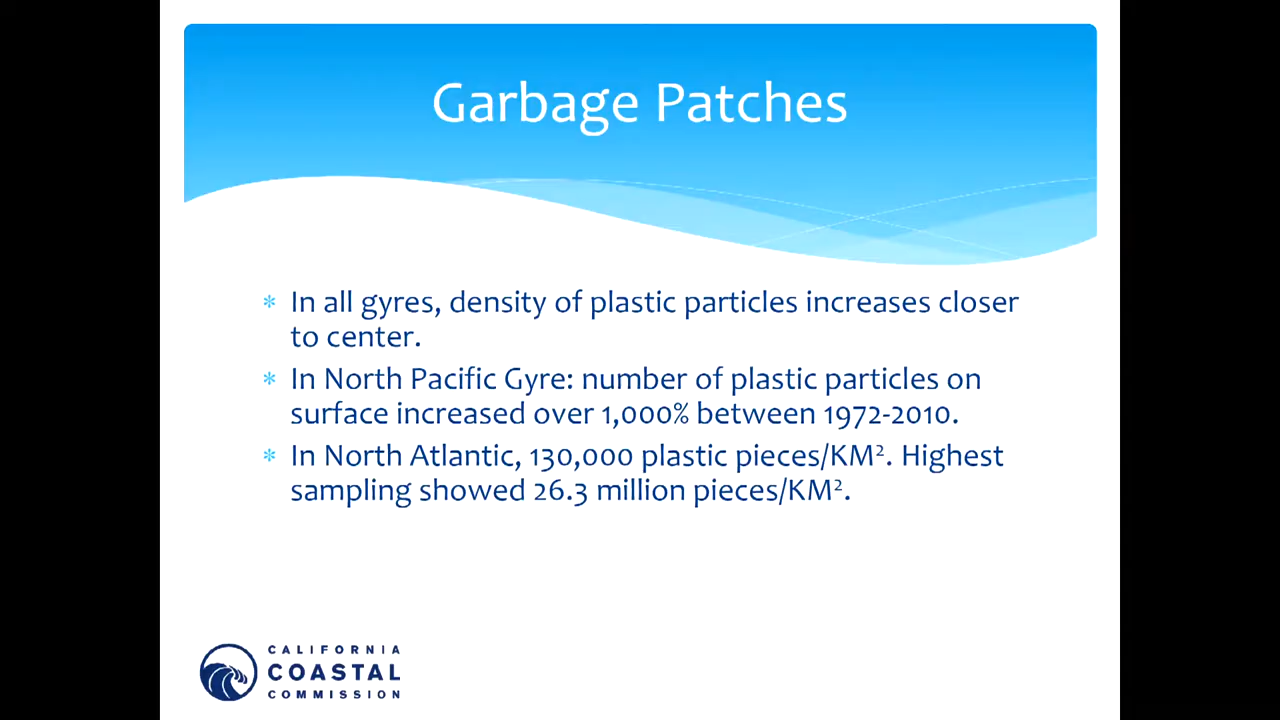 Garbage Patches
* In all gyres, density of plastic particles increases closer
to center.
* In North Pacific Gyre: number of plastic particles on
surface increased over 1,000% between 1972-2010.
* In North Atlantic, 130,000 plastic pieces/KM². Highest
sampling showed 26.3 million pieces/KM².
CALIFORNIA
COASTAL
COMMISSION